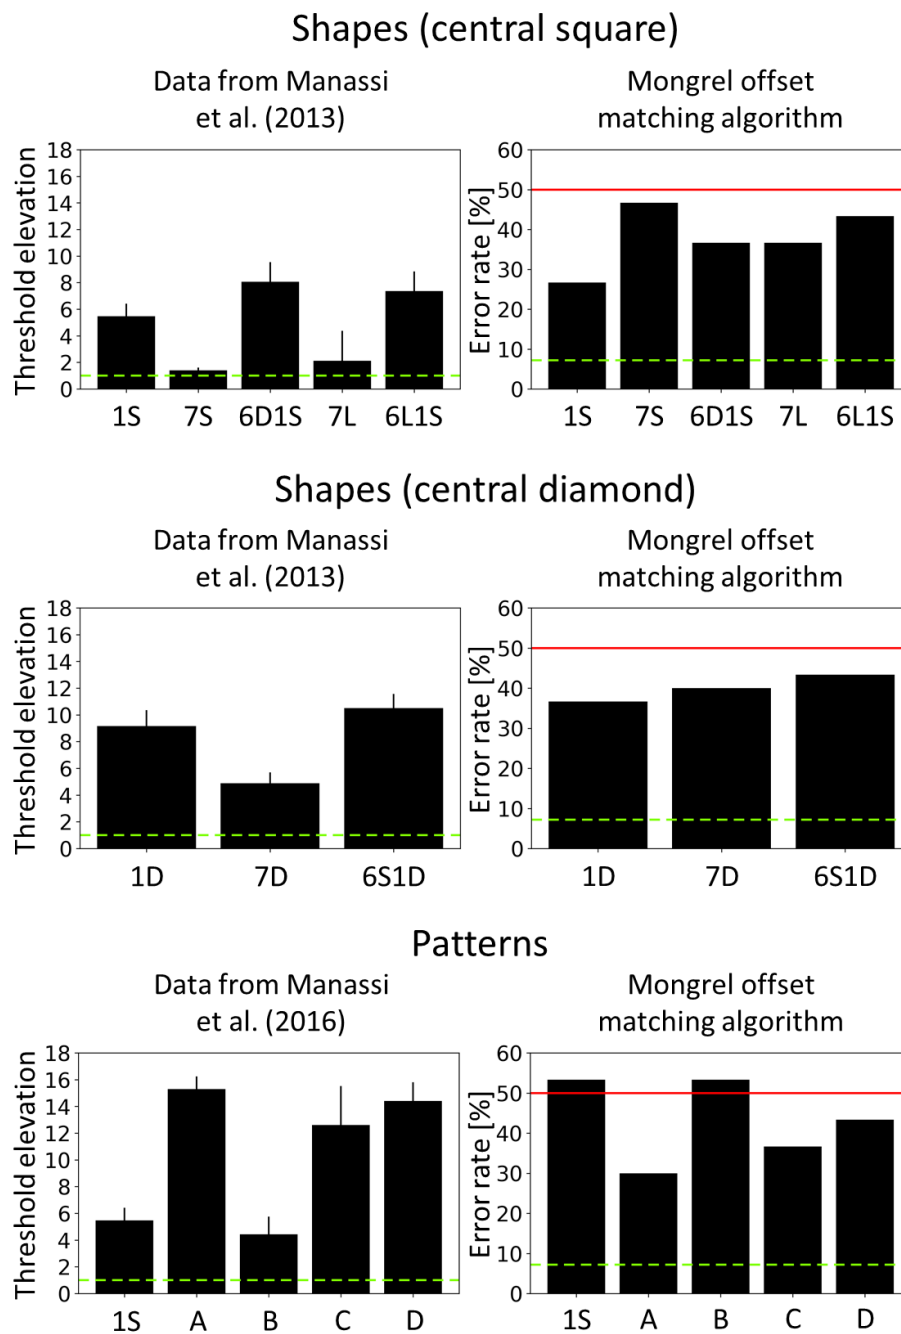 Shapes (central square)
Data from Manassi
et al. (2013)
Mongrel offset
matching algorithm
Threshold elevation
18
16
14
12
10
8
6
4
2
0
1S 7S 6D1S 7L 6L1S
Error rate [%]
60
50
40
30
20
10
0
1S 7S 6D1S 7L 6L1S
Shapes (central diamond)
Data from Manassi
et al. (2013)
Mongrel offset
matching algorithm
Threshold elevation
18
16
14
12
10
8
6
4
2
0
1D 7D 6S1D
Error rate [%]
60
50
40
30
20
10
0
1D 7D 6S1D
Patterns
Data from Manassi
et al. (2016)
Mongrel offset
matching algorithm
Threshold elevation
18
16
14
12
10
8
6
4
2
0
1S A B C D
Error rate [%]
60
50
40
30
20
10
0
1S A B C D